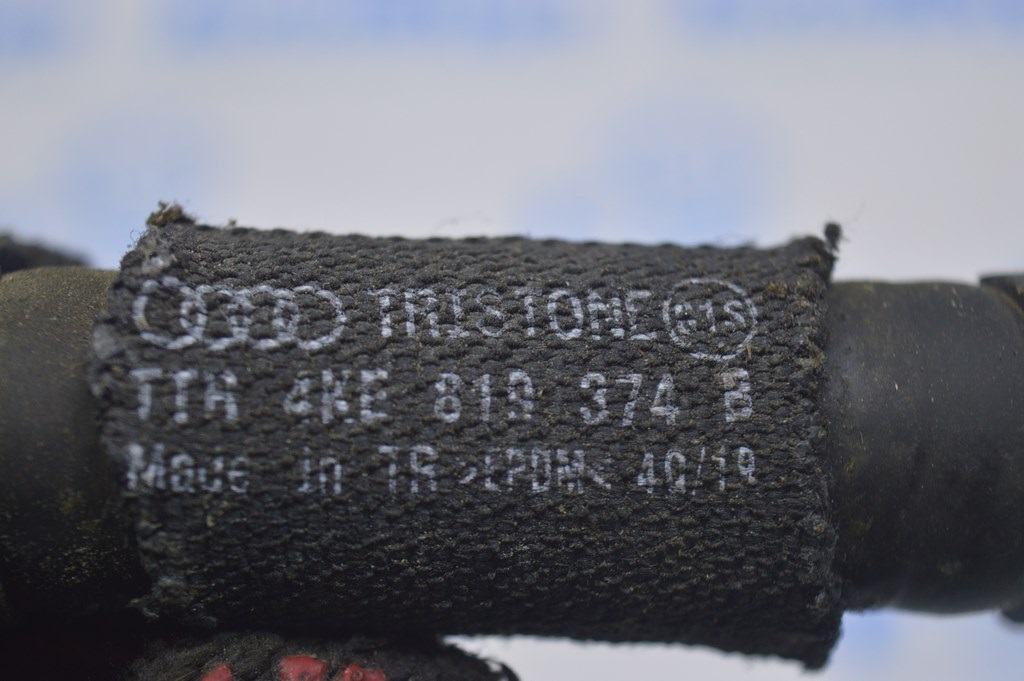 TRISTONE
TTR 4KE 819 374 B
Made in TR >EPDM< 40/19